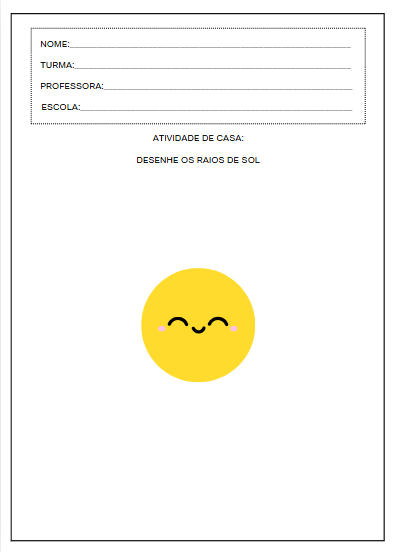 NOME:
TURMA:
PROFESSORA:
ESCOLA:
ATIVIDADE DE CASA:
DESENHE OS RAIOS DE SOL